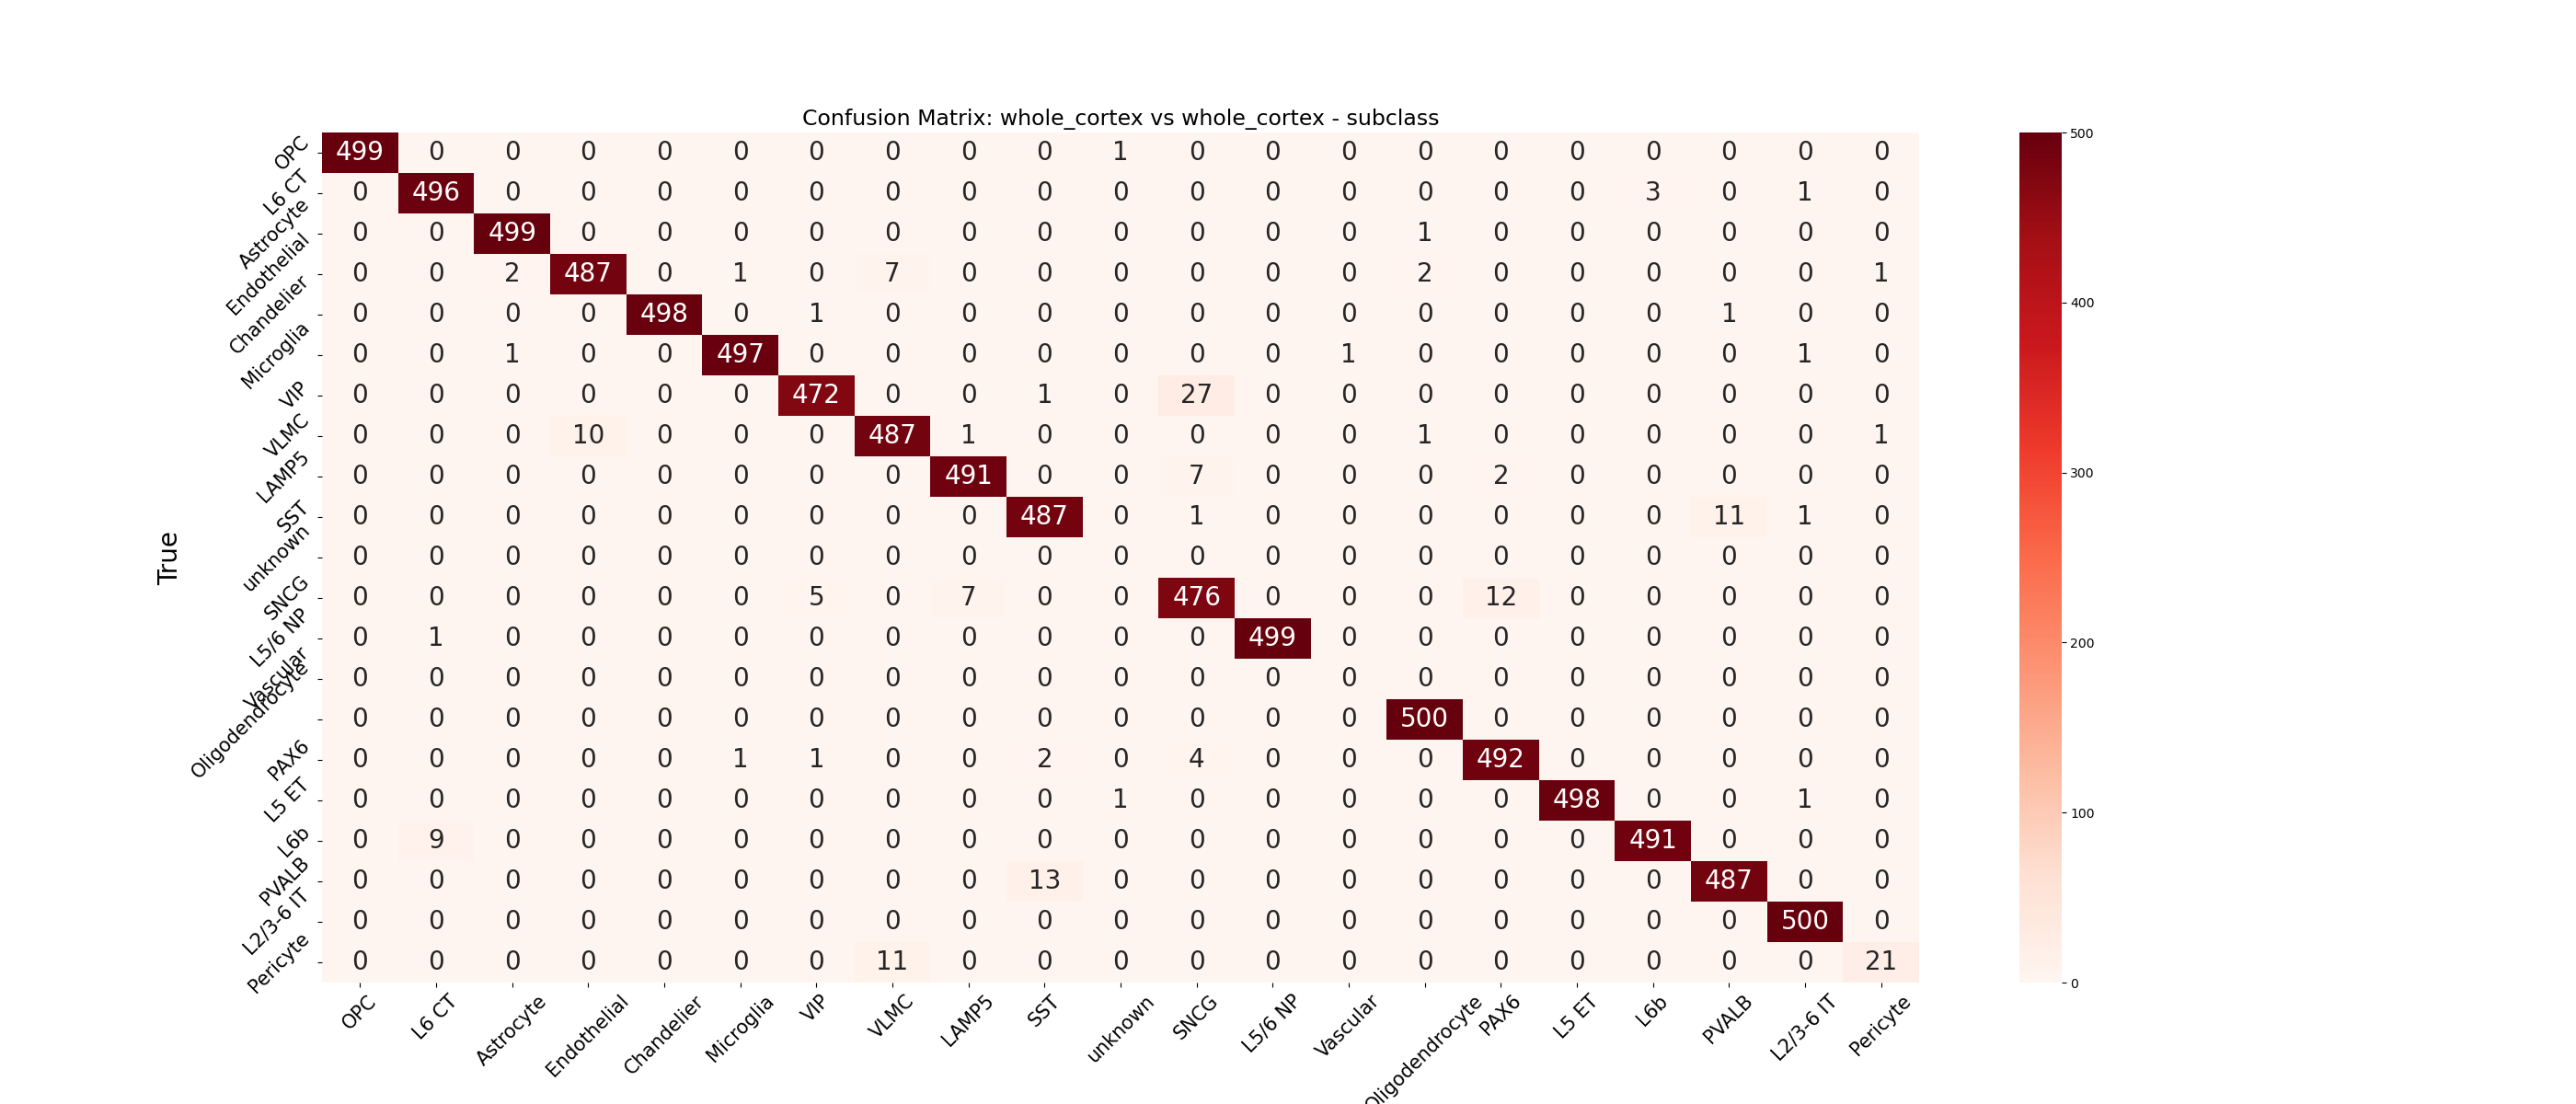 Confusion Matrix: whole_cortex vs whole_cortex - subclass
True
OPC 499 0 0 0 0 0 0 0 0 0 1 0 0 0 0 0 0 0 0 0 0
L6 CT 0 496 0 0 0 0 0 0 0 0 0 0 0 0 0 0 0 3 0 1 0
Astrocyte 0 0 499 0 0 0 0 0 0 0 0 0 0 0 1 0 0 0 0 0 0
Endothelial 0 0 2 487 0 1 0 7 0 0 0 0 0 0 2 0 0 0 0 0 1
Chandelier 0 0 0 0 498 0 1 0 0 0 0 0 0 0 0 0 0 0 1 0 0
Microglia 0 0 1 0 0 497 0 0 0 0 0 0 0 1 0 0 0 0 0 1 0
VIP 0 0 0 0 0 0 472 0 0 1 0 27 0 0 0 0 0 0 0 0 0
VLMC 0 0 0 10 0 0 0 487 1 0 0 0 0 0 1 0 0 0 0 0 1
LAMP5 0 0 0 0 0 0 0 0 491 0 0 7 0 0 0 2 0 0 0 0 0
SST 0 0 0 0 0 0 0 0 0 487 0 1 0 0 0 0 0 0 11 1 0
unknown 0 0 0 0 0 0 0 0 0 0 0 0 0 0 0 0 0 0 0 0 0
SNCG 0 0 0 0 0 0 5 0 7 0 0 476 0 0 0 12 0 0 0 0 0
L5/6 NP 0 1 0 0 0 0 0 0 0 0 0 0 499 0 0 0 0 0 0 0 0
Vascular 0 0 0 0 0 0 0 0 0 0 0 0 0 0 0 0 0 0 0 0 0
Oligodendrocyte 0 0 0 0 0 0 0 0 0 0 0 0 0 0 500 0 0 0 0 0 0
PAX6 0 0 0 0 0 1 1 0 0 2 0 4 0 0 0 492 0 0 0 0 0
L5 ET 0 0 0 0 0 0 0 0 0 0 1 0 0 0 0 0 498 0 0 1 0
L6b 0 9 0 0 0 0 0 0 0 0 0 0 0 0 0 0 0 491 0 0 0
PVALB 0 0 0 0 0 0 0 0 0 13 0 0 0 0 0 0 0 0 487 0 0
L2/3-6 IT 0 0 0 0 0 0 0 0 0 0 0 0 0 0 0 0 0 0 0 500 0
Pericyte 0 0 0 0 0 0 0 11 0 0 0 0 0 0 0 0 0 0 0 0 21
OPC L6 CT Astrocyte Endothelial Chandelier Microglia VIP VLMC LAMP5 SST unknown SNCG L5/6 NP Vascular Oligodendrocyte PAX6 L5 ET L6b PVALB L2/3-6 IT Pericyte
500
400
300
200
100
0